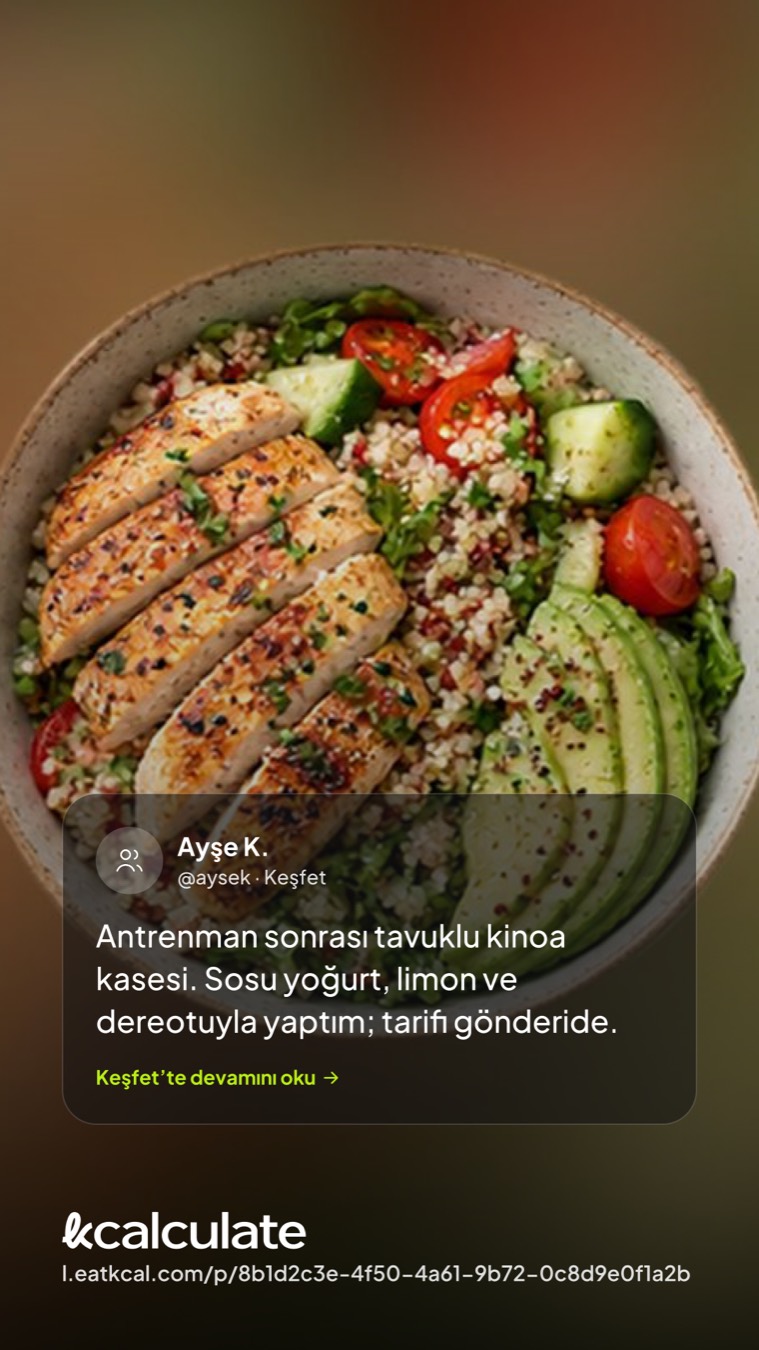 Ayşe K.
@aysek · Keşfet
Antrenman sonrası tavuklu kinoa
kasesi. Sosu yoğurt, limon ve
dereotuyla yaptım; tarifi gönderide.
Keşfet’te devamını oku →
kcalculate
l.eatkcal.com/p/8b1d2c3e-4f50-4a61-9b72-0c8d9e0f1a2b